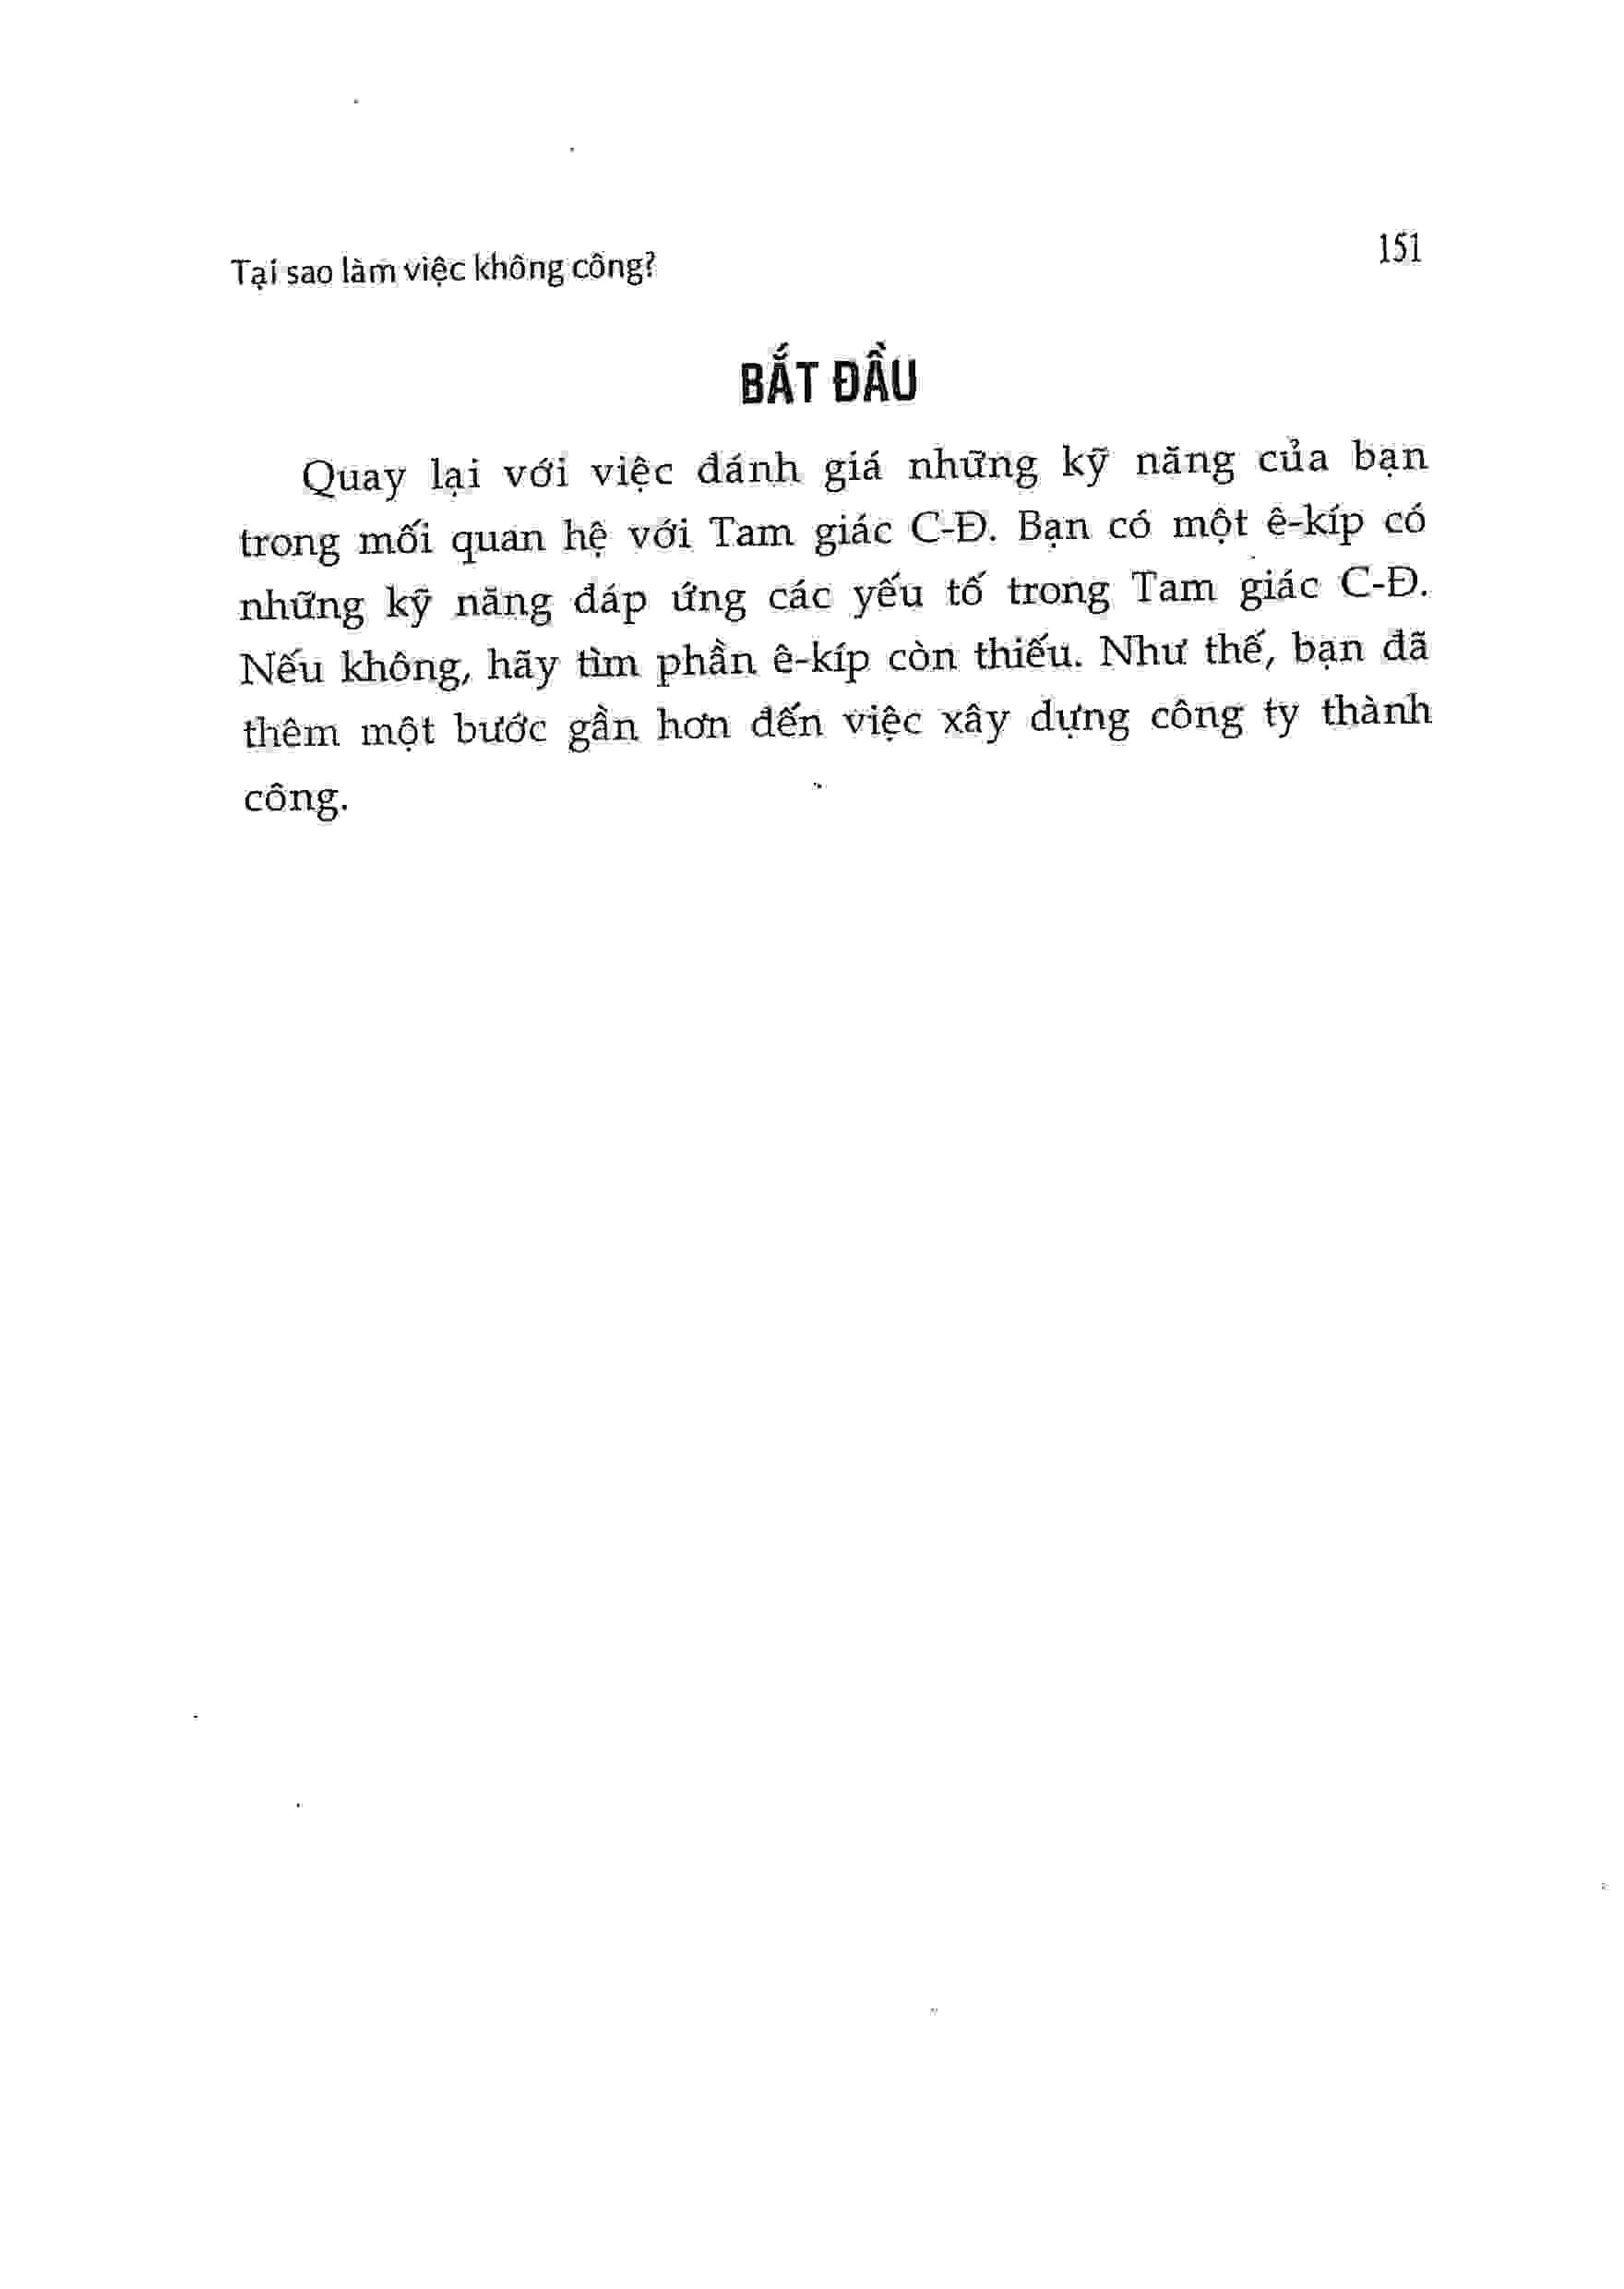 Tại sao làm việc không công?
151
BẮT ĐẦU
Quay lại với việc đánh giá những kỹ năng của bạn
trong mối quan hệ với Tam giác C-Đ. Bạn có một ê-kíp có
những kỹ năng đáp ứng các yếu tố trong Tam giác C-Đ.
Nếu không, hãy tìm phần ê-kíp còn thiếu. Như thế, bạn đã
thêm một bước gần hơn đến việc xây dựng công ty thành
công.